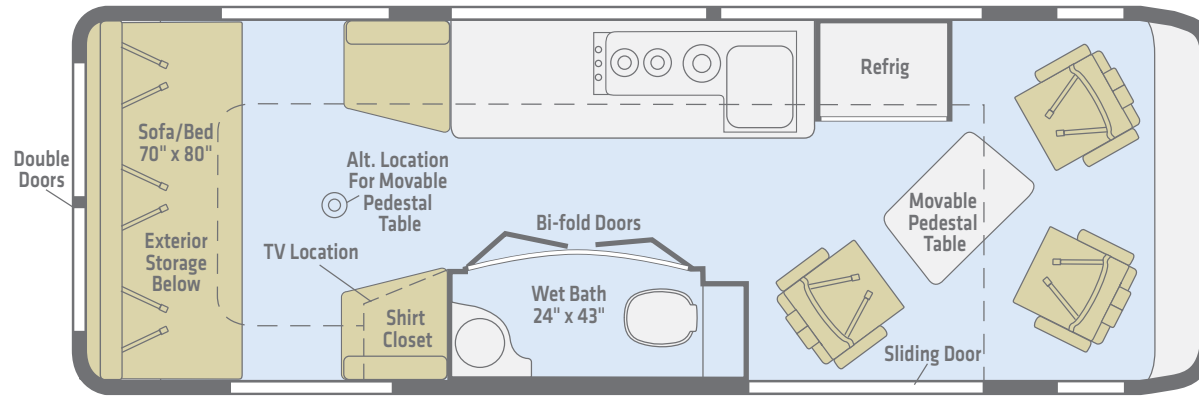 Refrig
Sofa/Bed
70" x 80"
Double
Doors
Alt. Location
For Movable
Pedestal
Table
Movable
Pedestal
Table
Bi-fold Doors
Exterior
Storage
Below
TV Location
Wet Bath
24" x 43"
Shirt
Closet
Sliding Door